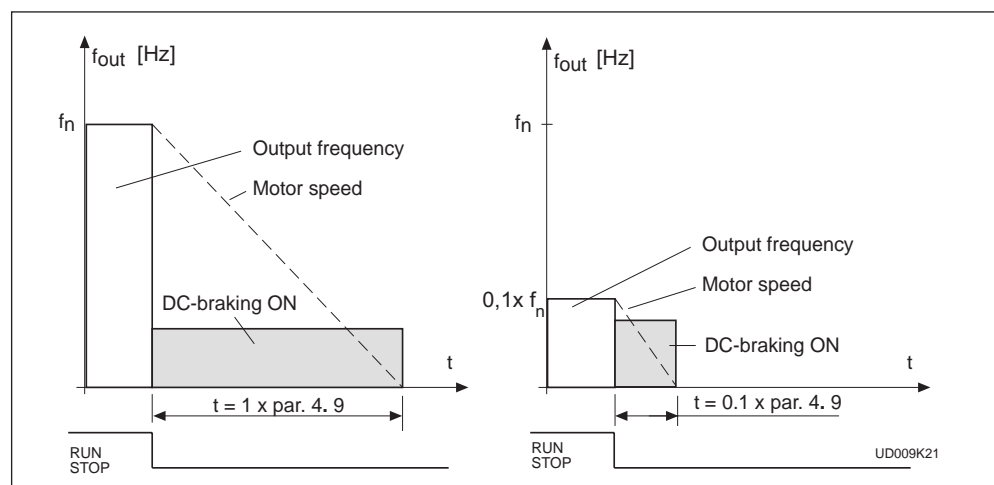 fout [Hz]
fn
Output frequency
Motor speed
DC-braking ON
t
t = 1 x par. 4. 9
RUN
STOP
fout [Hz]
fn
Output frequency
Motor speed
0,1x fn
DC-braking ON
t
t = 0.1 x par. 4. 9
RUN
STOP
UD009K21